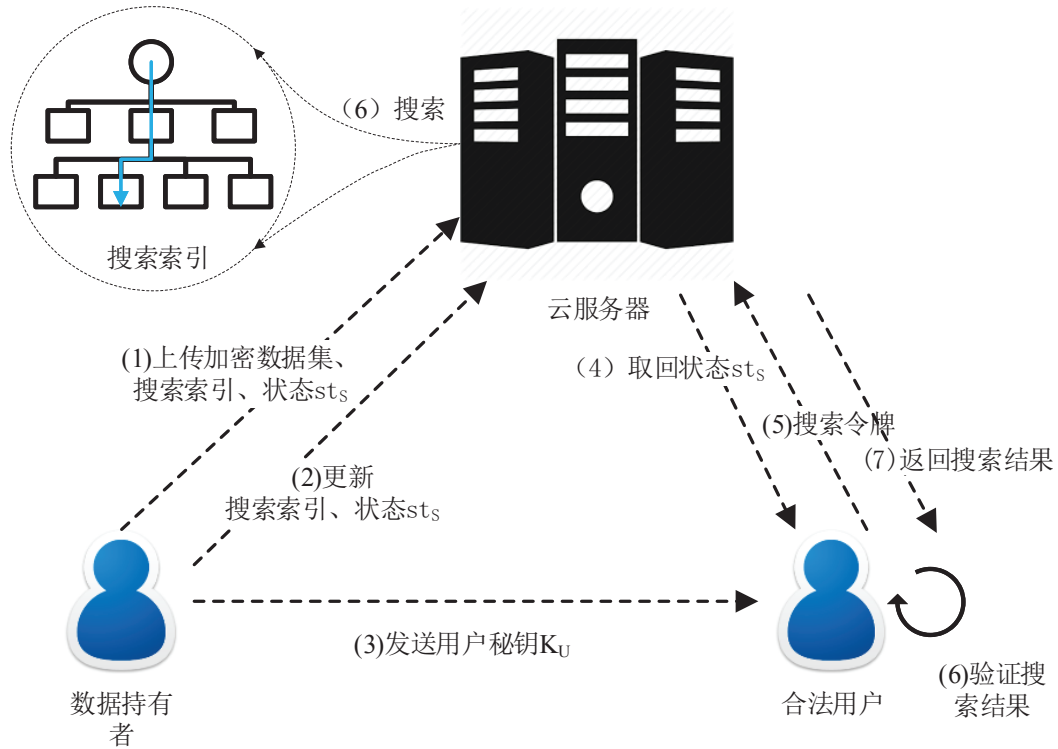 (6）搜索
搜索索引
云服务器
(1)上传加密数据集、
搜索索引、状态stS
(2)更新
搜索索引、状态stS
（4）取回状态stS
(5)搜索令牌
(7)返回搜索结果
(3)发送用户秘钥KU
数据持有
者
合法用户
(6)验证搜
索结果